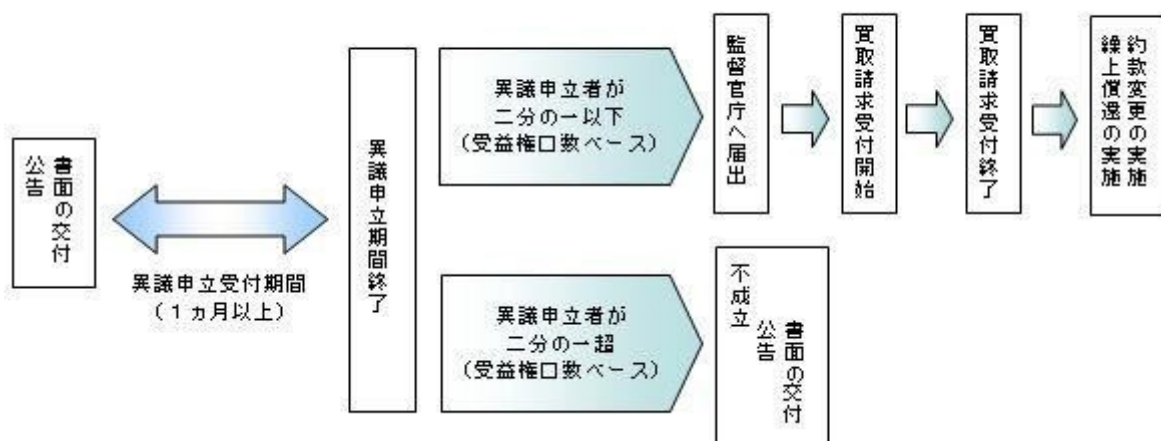 書面の交付
公告
異議申立受付期間
(1ヵ月以上)
異議申立期間終了
異議申立者が
二分の一以下
(受益権口数ベース)
監督官庁へ届出
買取請求受付開始
買取請求受付終了
約款変更の実施
繰上償還の実施
異議申立者が
二分の一超
(受益権口数ベース)
不成立
書面の交付
公告